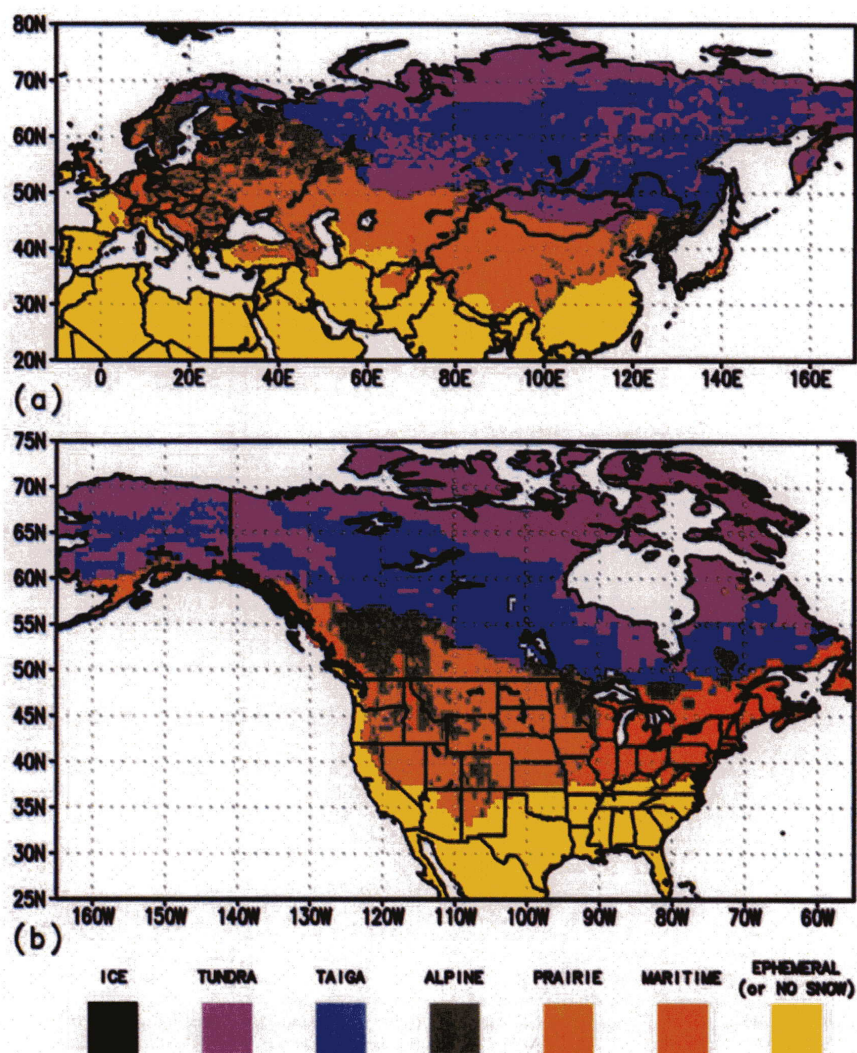 80N
70N
60N
50N
40N
30N
20N
0 20E 40E 60E 80E 100E 120E 140E 160E
(a)
75N
70N
65N
60N
55N
50N
45N
40N
35N
30N
25N
160W 150W 140W 130W 120W 110W 100W 90W 80W 70W 60W
(b)
ICE TUNDRA TAIGA ALPINE PRAIRIE MARITIME EPHEMERAL
(or NO SNOW)